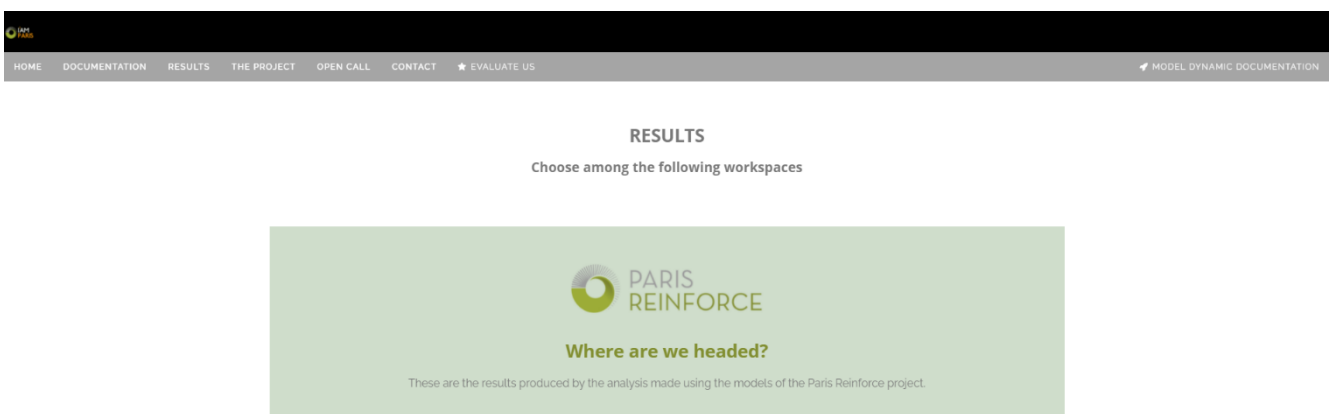 I²AM
PARIS
HOME DOCUMENTATION RESULTS THE PROJECT OPEN CALL CONTACT EVALUATE US MODEL DYNAMIC DOCUMENTATION
RESULTS
Choose among the following workspaces
PARIS
REINFORCE
Where are we headed?
These are the results produced by the analysis made using the models of the Paris Reinforce project.